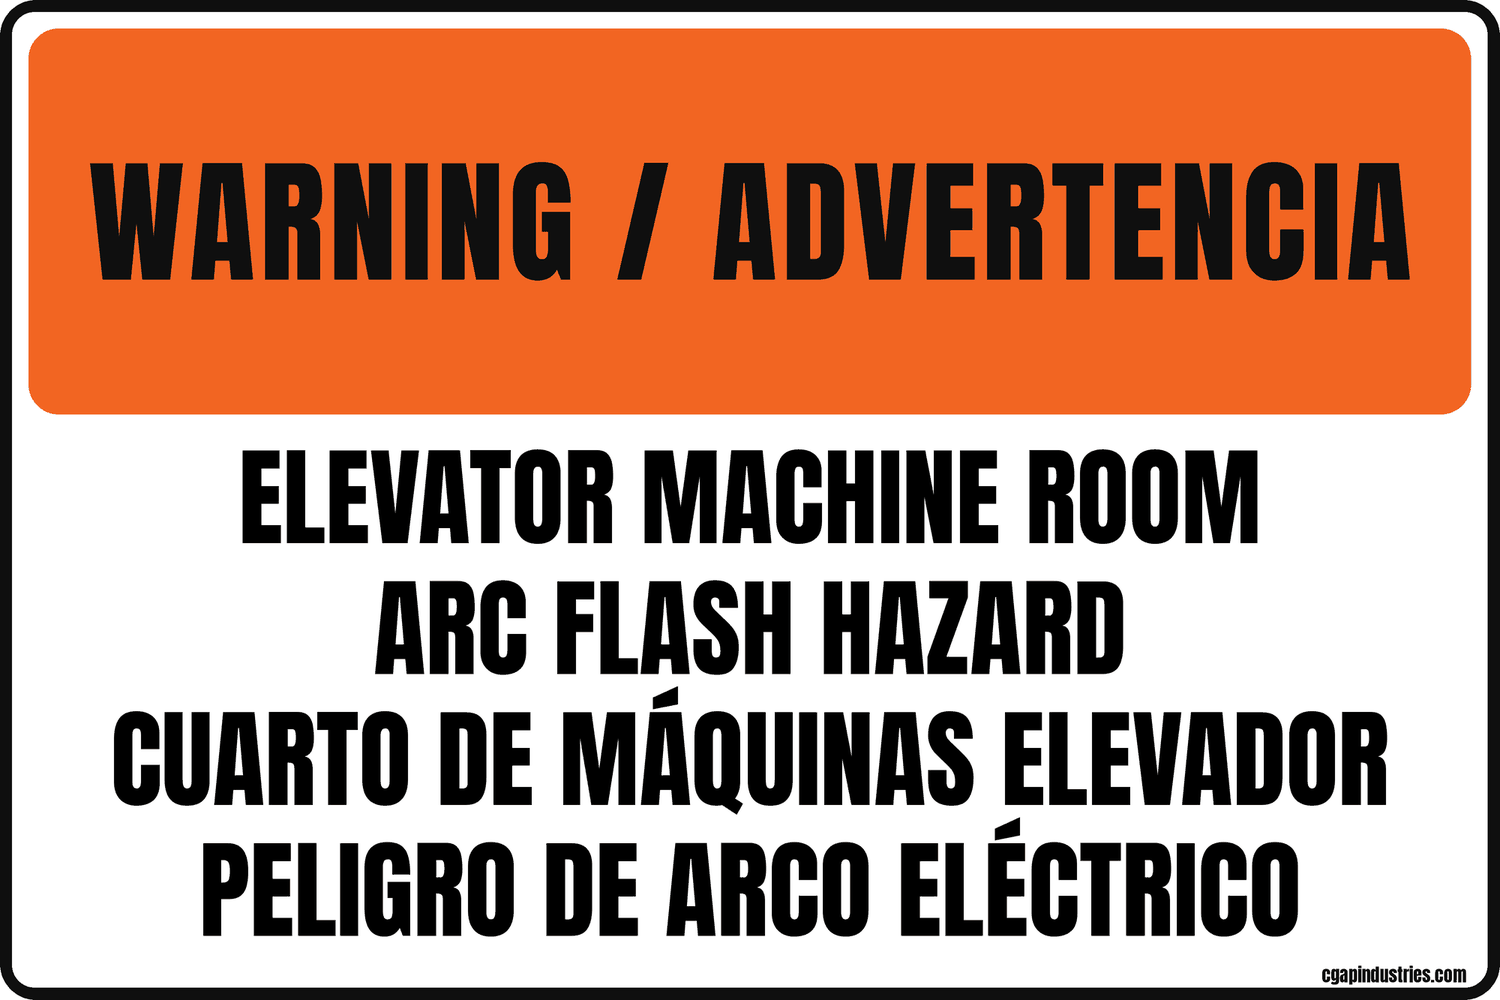 WARNING / ADVERTENCIA
ELEVATOR MACHINE ROOM
ARC FLASH HAZARD
CUARTO DE MÁQUINAS ELEVADOR
PELIGRO DE ARCO ELÉCTRICO
cgapindustries.com